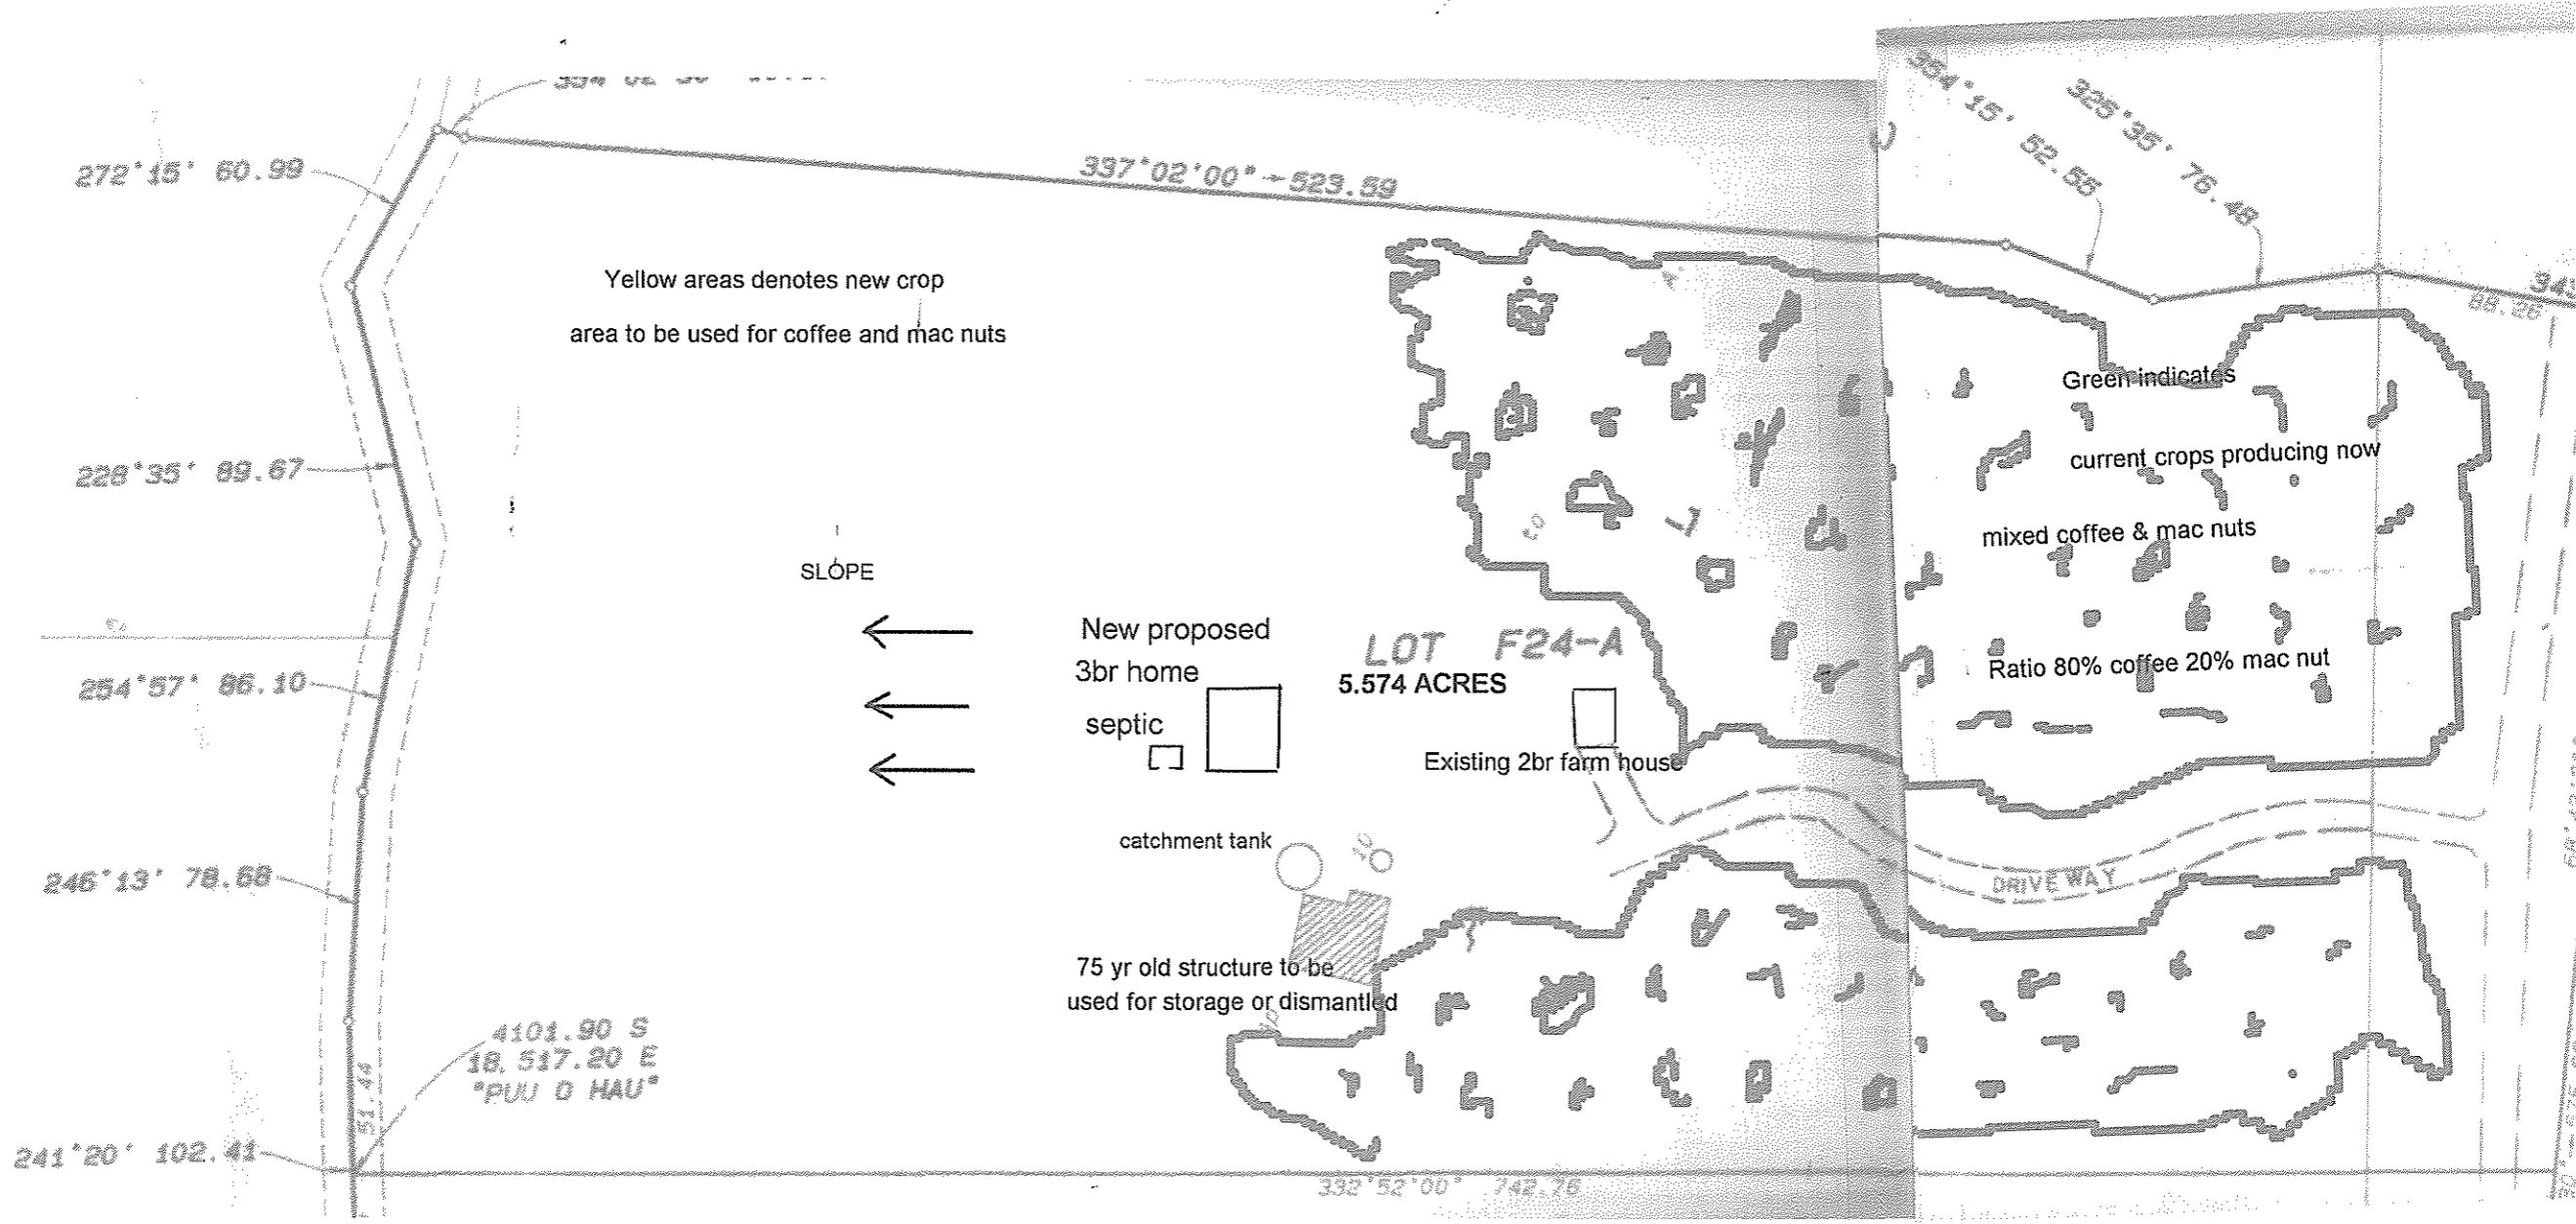 272°15' 60.99
337°02'00" 523.59
354°15' 52.55
325°35' 76.48
88.26
Yellow areas denotes new crop
area to be used for coffee and mac nuts
Green indicates
current crops producing now
mixed coffee & mac nuts
Ratio 80% coffee 20% mac nut
228°35' 89.67
SLOPE
254°57' 86.10
New proposed
3br home
septic
LOT F24-A
5.574 ACRES
Existing 2br farm house
catchment tank
246°13' 78.68
DRIVEWAY
75 yr old structure to be
used for storage or dismantled
4101.90 S
18,517.20 E
"PUU O HAU"
51.44
241°20' 102.41
332°52'00" 742.76